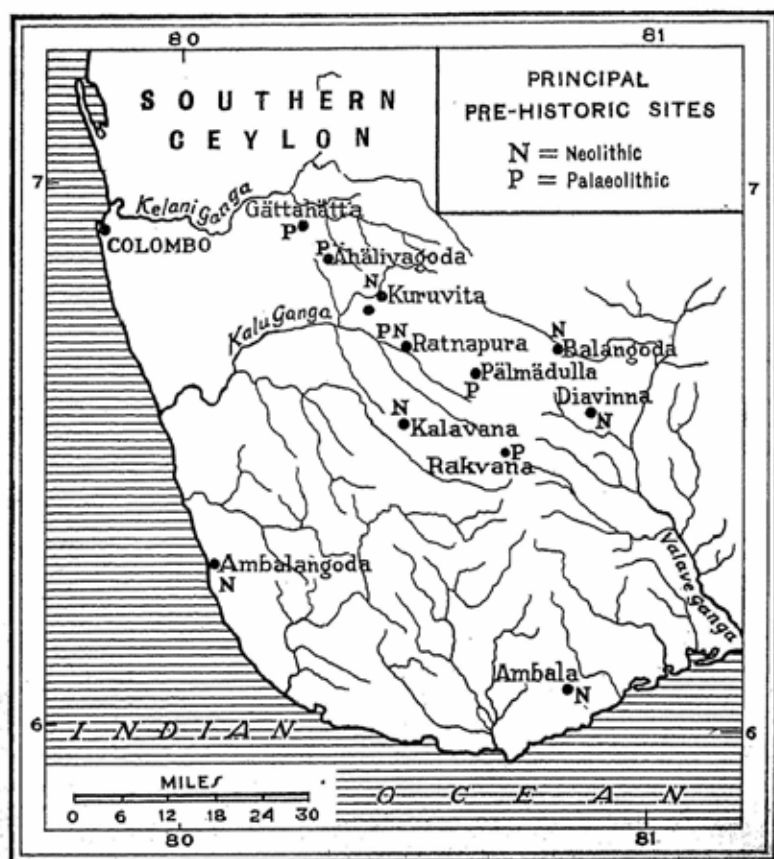 80
81
SOUTHERN
CEYLON
PRINCIPAL
PRE-HISTORIC SITES
N = Neolithic
P = Palaeolithic
7
7
Kelani Ganga
Gättahätta
P
COLOMBO
P
Ähäliyagoda
N
Kuruvita
Kalu Ganga
PN
Ratnapura
N
Balangoda
Pälmädulla
P
Diavinna
N
N
Kalavana
Rakvana
P
Ambalangoda
N
Valave Ganga
Ambala
N
6
6
INDIAN
OCEAN
MILES
0 6 12 18 24 30
80
81